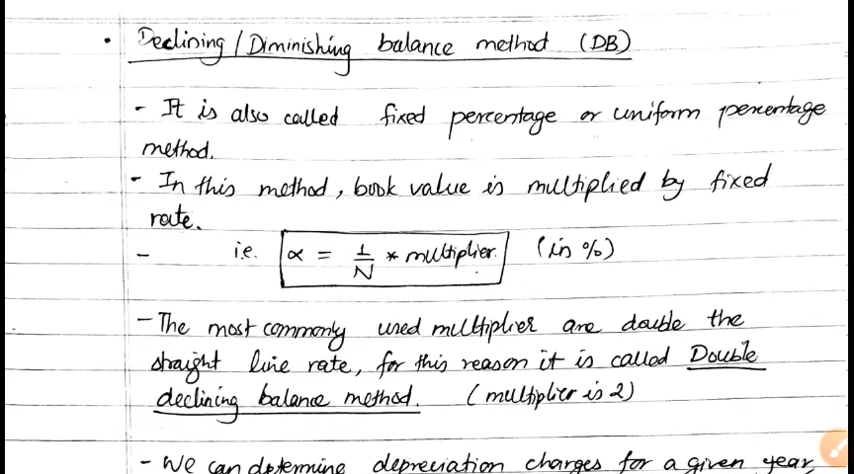 • Declining / Diminishing balance method (DB)
- It is also called fixed percentage or uniform percentage
method.
- In this method, book value is multiplied by fixed
rate.
- i.e. α = 1/N * multiplier. (in %)
- The most commonly used multiplier are double the
straight line rate, for this reason it is called Double
declining balance method. (multiplier is 2)
- We can determine depreciation charges for a given year,